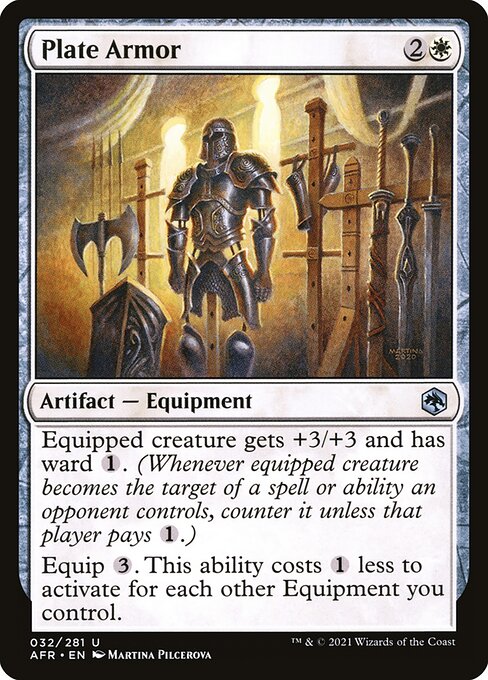 Plate Armor 2
MARTINA
2020
Artifact — Equipment
Equipped creature gets +3/+3 and has
ward 1. (Whenever equipped creature
becomes the target of a spell or ability an
opponent controls, counter it unless that
player pays 1.)
Equip 3. This ability costs 1 less to
activate for each other Equipment you
control.
032/281 U
AFR • EN Martina Pilcerova
™ & © 2021 Wizards of the Coast